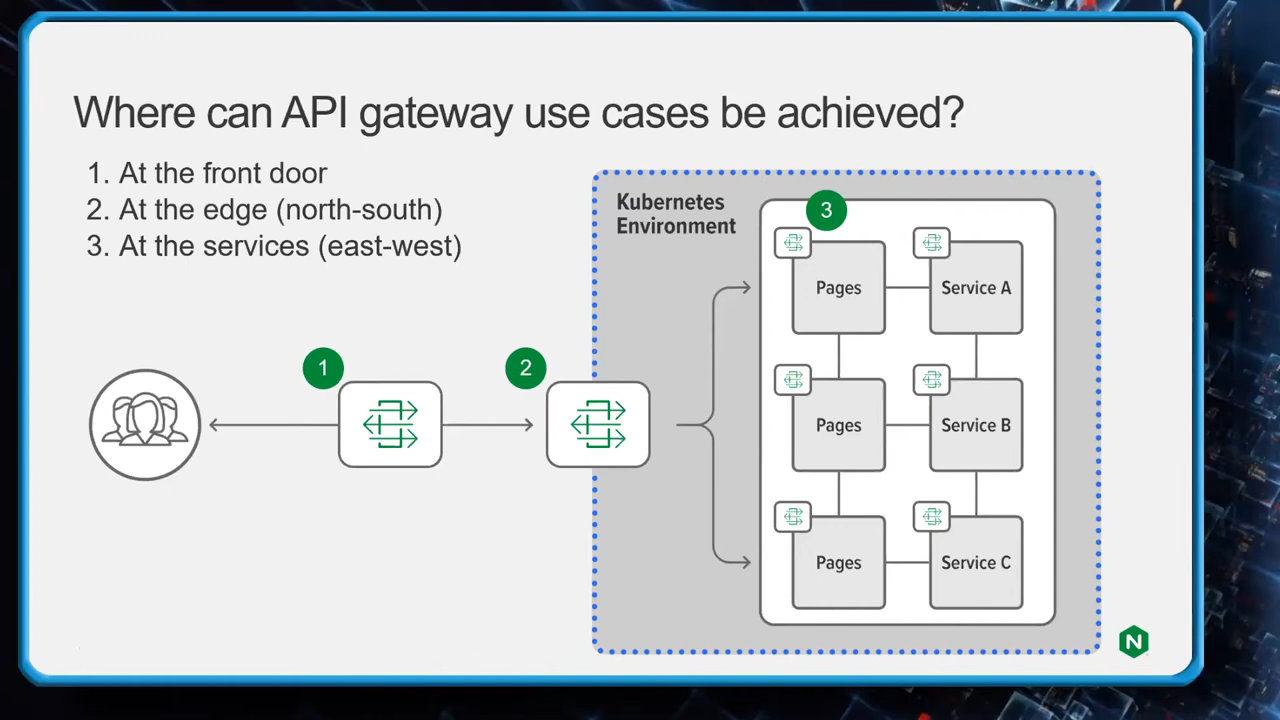 Where can API gateway use cases be achieved?
1. At the front door
2. At the edge (north-south)
3. At the services (east-west)
Kubernetes
Environment
3
Pages
Service A
1
2
Pages
Service B
Pages
Service C
N